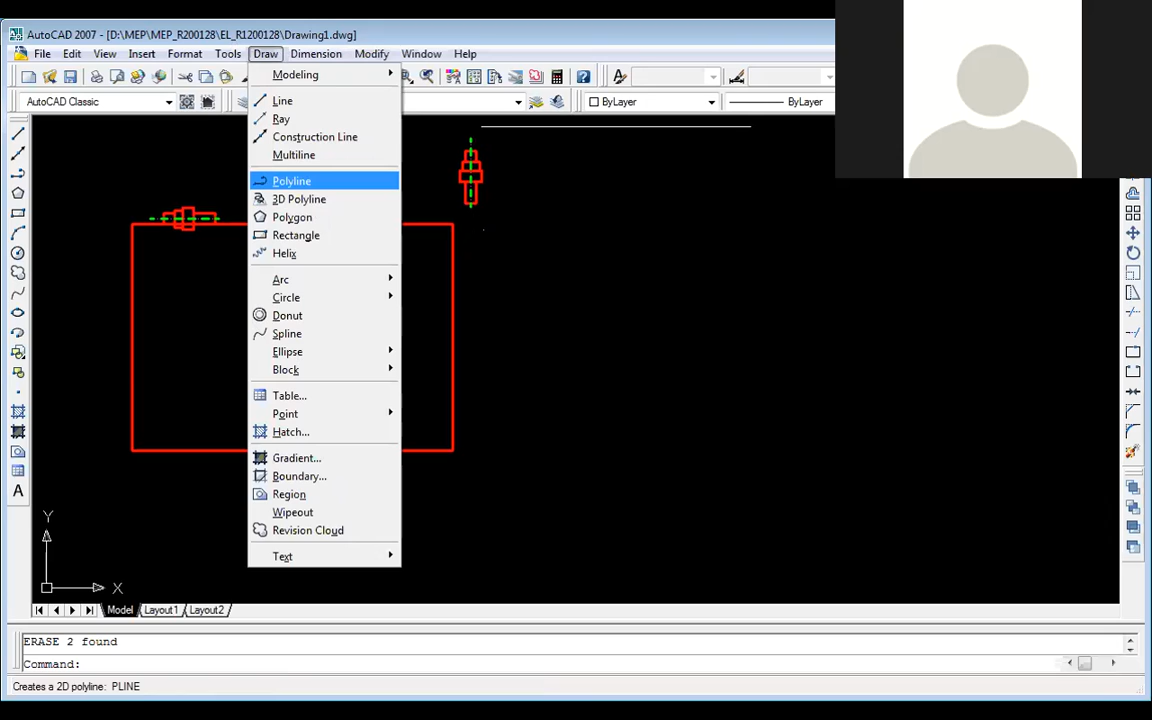 AutoCAD 2007 - [D:\MEP\MEP_R200128\EL_R1200128\Drawing1.dwg]
File Edit View Insert Format Tools Draw Dimension Modify Window Help
AutoCAD Classic ByLayer ByLayer
Modeling
Line
Ray
Construction Line
Multiline
Polyline
3D Polyline
Polygon
Rectangle
Helix
Arc
Circle
Donut
Spline
Ellipse
Block
Table...
Point
Hatch...
Gradient...
Boundary...
Region
Wipeout
Revision Cloud
Text
A
Y
X
Model Layout1 Layout2
ERASE 2 found
Command:
Creates a 2D polyline: PLINE